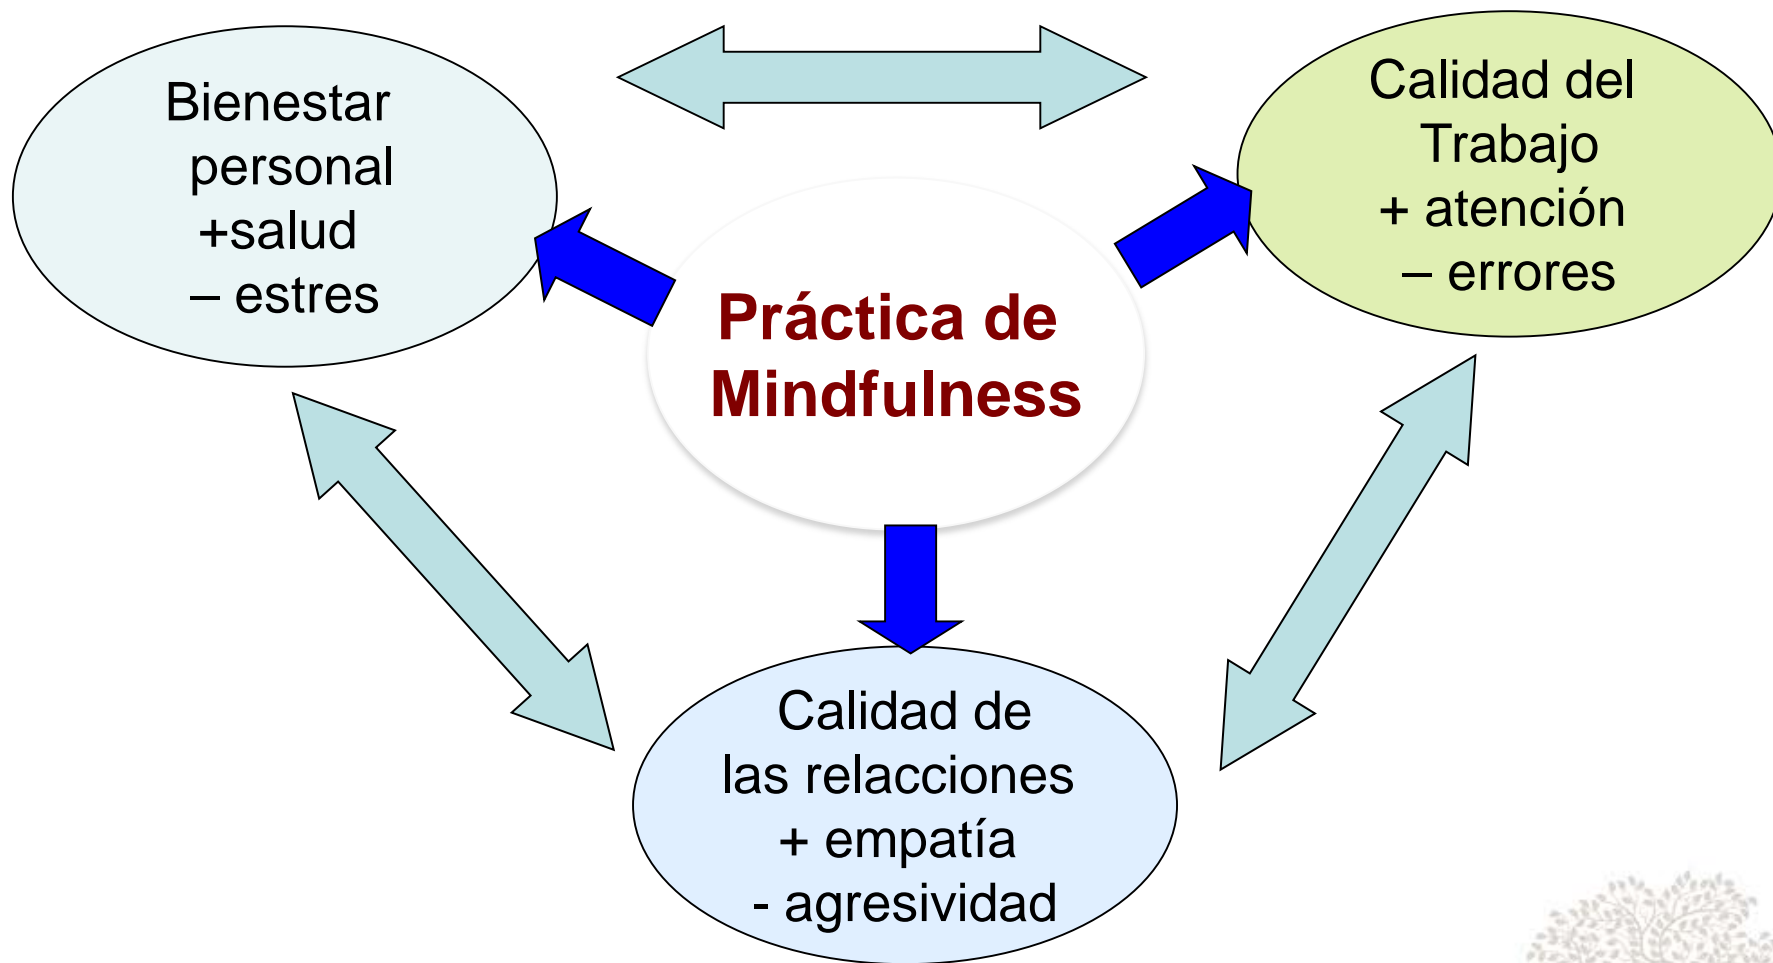 Bienestar
personal
+salud
– estres
Calidad del
Trabajo
+ atención
– errores
Práctica de
Mindfulness
Calidad de
las relacciones
+ empatía
- agresividad